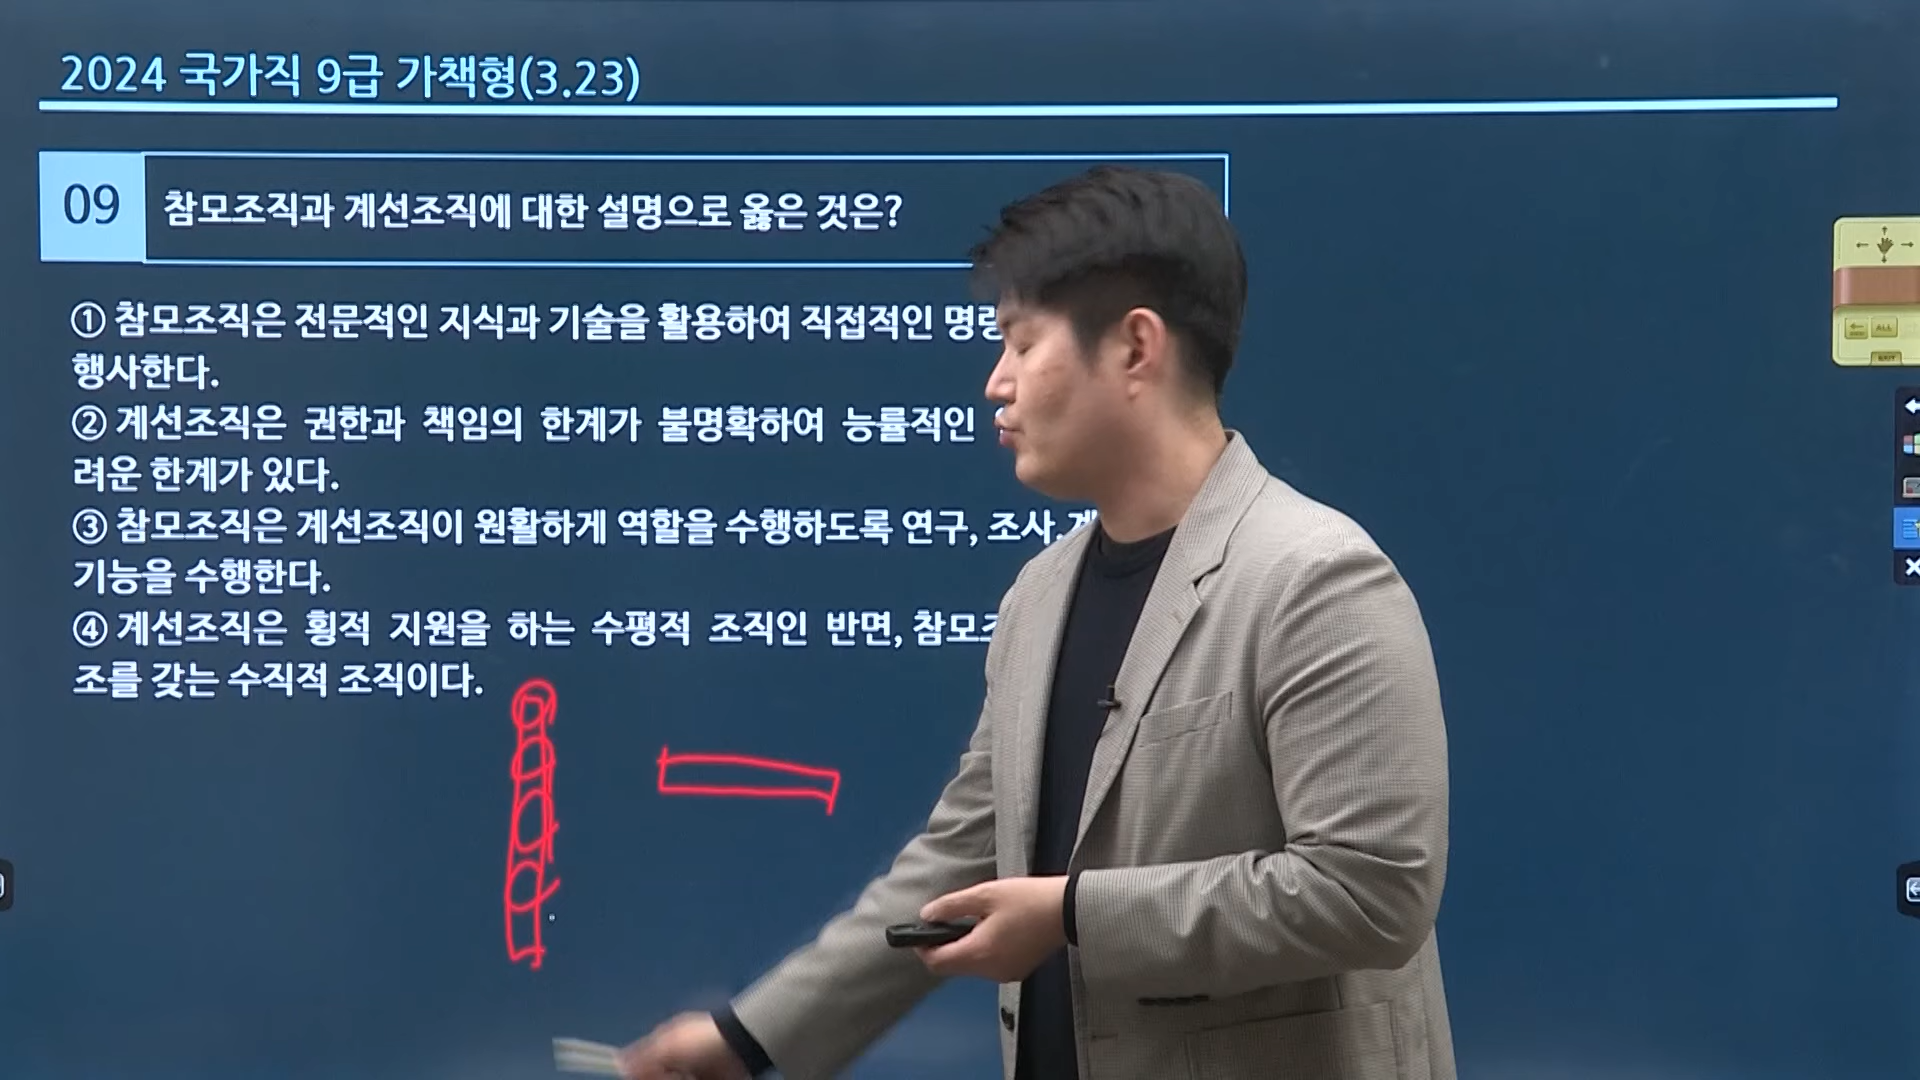 2024 국가직 9급 가책형(3.23)
09 참모조직과 계선조직에 대한 설명으로 옳은 것은?
① 참모조직은 전문적인 지식과 기술을 활용하여 직접적인
행사한다.
② 계선조직은 권한과 책임의 한계가 불명확하여 능률적인
려운 한계가 있다.
③ 참모조직은 계선조직이 원활하게 역할을 수행하도록 연구, 조사,
기능을 수행한다.
④ 계선조직은 횡적 지원을 하는 수평적 조직인 반면,
조를 갖는 수직적 조직이다.
ALL
EXIT